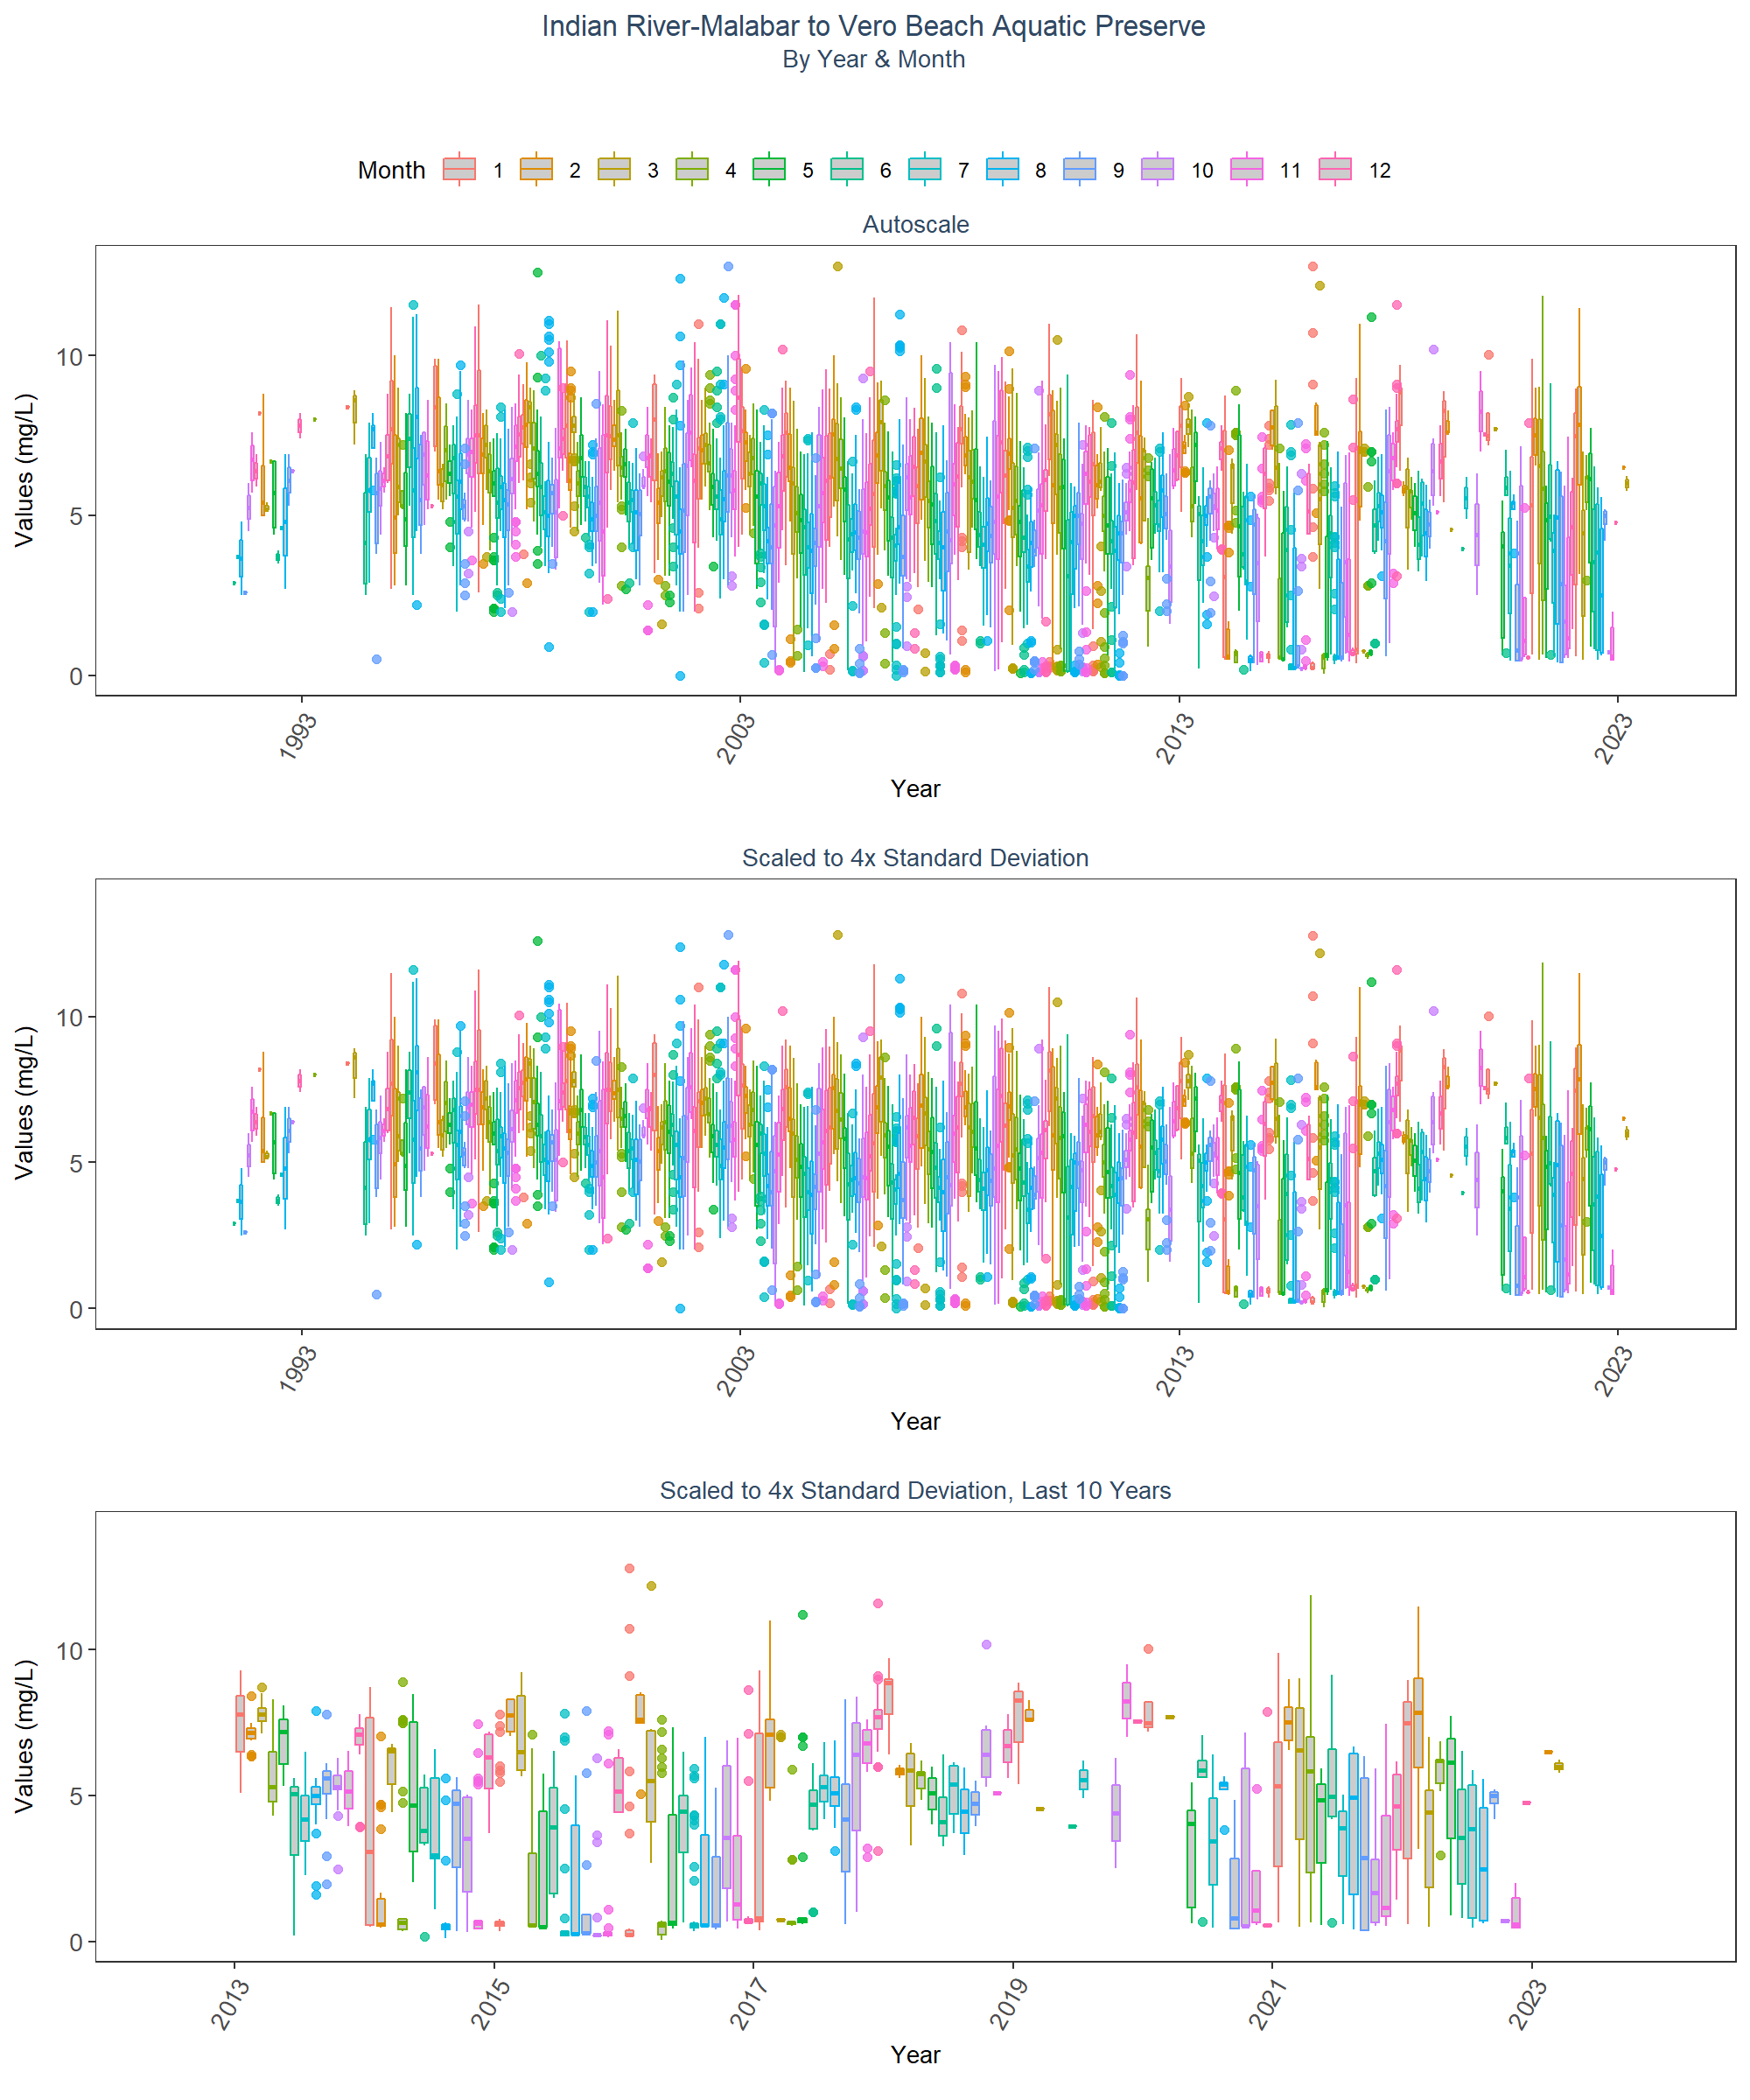 Indian River-Malabar to Vero Beach Aquatic Preserve
By Year & Month
Month 1 2 3 4 5 6 7 8 9 10 11 12
Autoscale
Values (mg/L)
10
5
0
1993 2003 2013 2023
Year
Scaled to 4x Standard Deviation
Values (mg/L)
10
5
0
1993 2003 2013 2023
Year
Scaled to 4x Standard Deviation, Last 10 Years
Values (mg/L)
10
5
0
2013 2015 2017 2019 2021 2023
Year